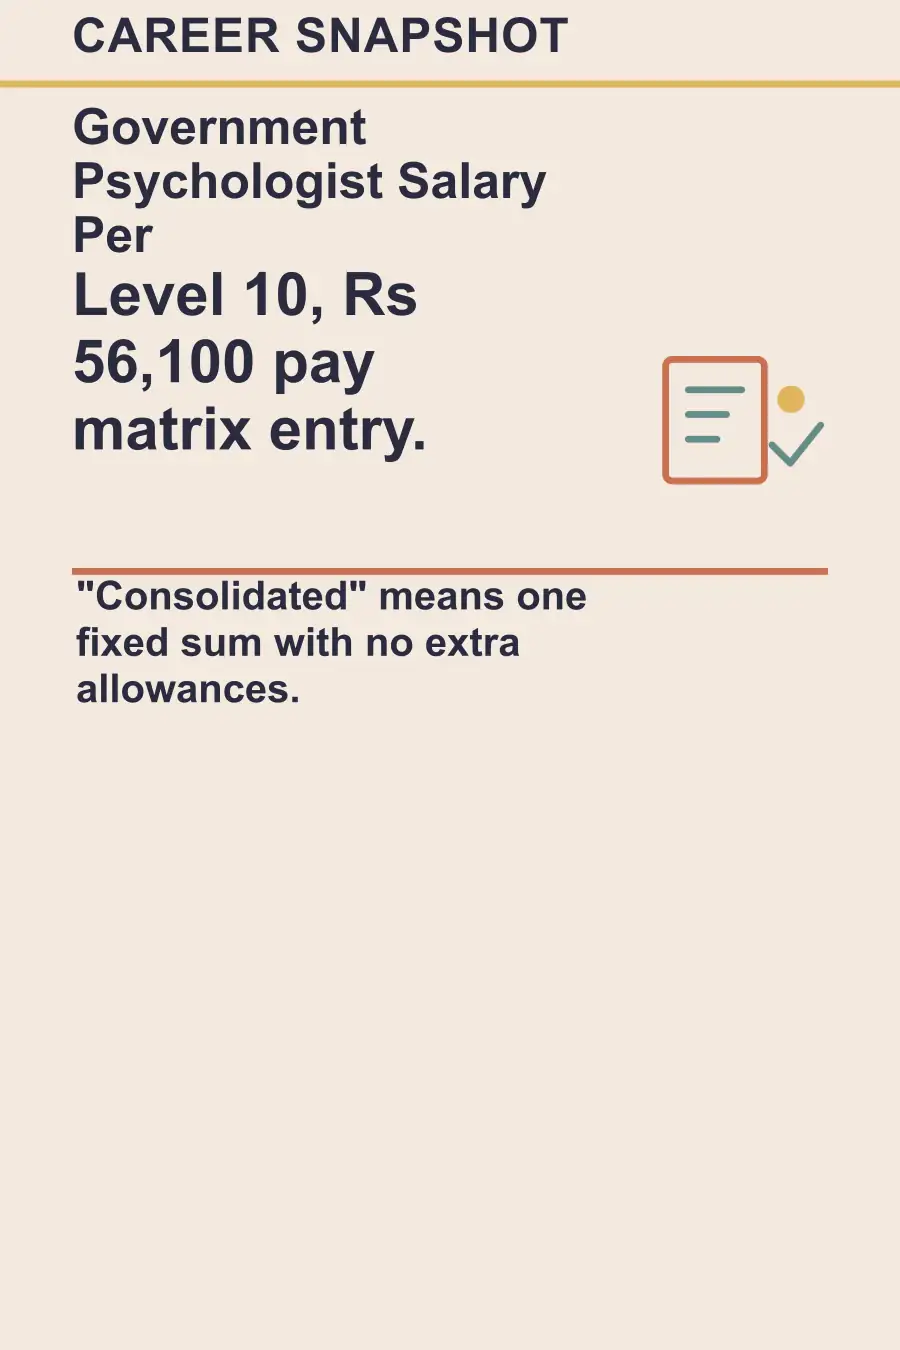 CAREER SNAPSHOT
Government
Psychologist Salary
Per
Level 10, Rs
56,100 pay
matrix entry.
"Consolidated" means one
fixed sum with no extra
allowances.